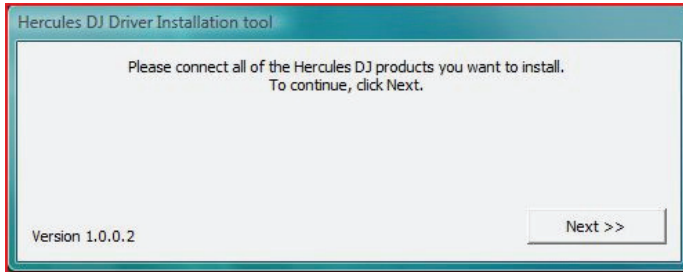 Hercules DJ Driver Installation tool
Please connect all of the Hercules DJ products you want to install.
To continue, click Next.
Next >>
Version 1.0.0.2